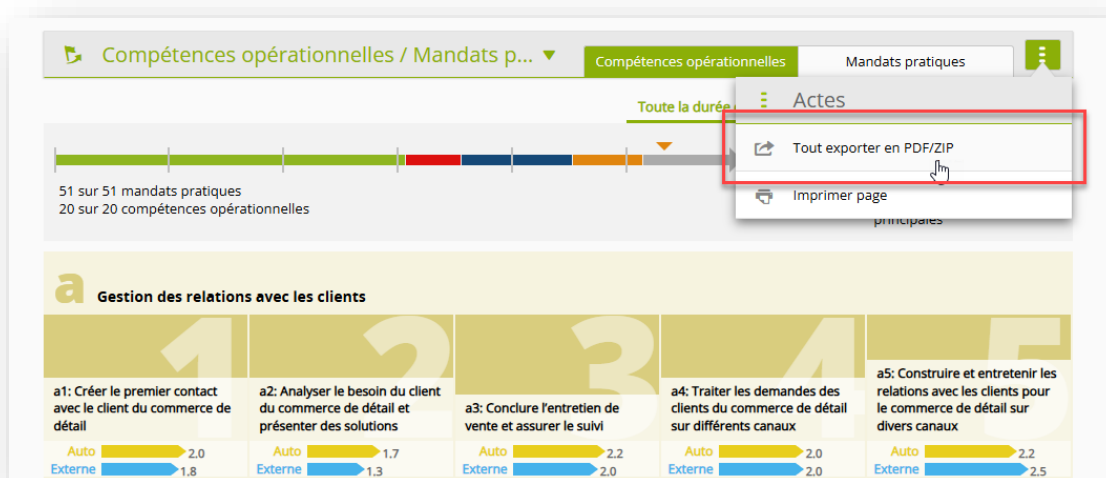 Compétences opérationnelles / Mandats p...
Compétences opérationnelles
Mandats pratiques
Toute la durée
Actes
Tout exporter en PDF/ZIP
Imprimer page
principales
51 sur 51 mandats pratiques
20 sur 20 compétences opérationnelles
a
Gestion des relations avec les clients
1
2
3
4
5
a1: Créer le premier contact
avec le client du commerce de
détail
a2: Analyser le besoin du client
du commerce de détail et
présenter des solutions
a3: Conclure l'entretien de
vente et assurer le suivi
a4: Traiter les demandes des
clients du commerce de détail
sur différents canaux
a5: Construire et entretenir les
relations avec les clients pour
le commerce de détail sur
divers canaux
Auto 2.0
Externe 1.8
Auto 1.7
Externe 1.3
Auto 2.2
Externe 2.0
Auto 2.0
Externe 2.0
Auto 2.2
Externe 2.5